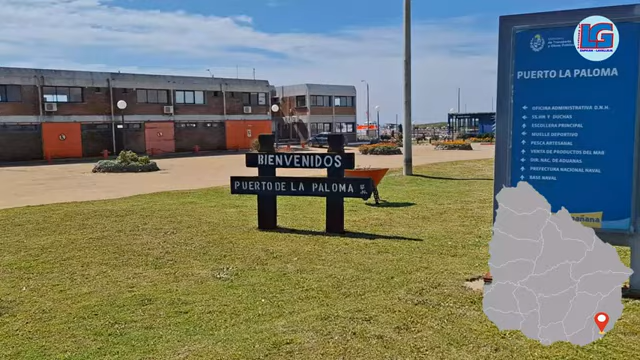 LG
PUERTO LA PALOMA
OFICINA ADMINISTRATIVA D.N.H.
SS.HH. Y DUCHAS
ESCOLLERA PRINCIPAL
MUELLE DEPORTIVO
PESCA ARTESANAL
VENTA DE PRODUCTOS DEL MAR
DIR. NAC. DE ADUANAS
PREFECTURA NACIONAL NAVAL
BASE NAVAL
BIENVENIDOS
PUERTO DE LA PALOMA